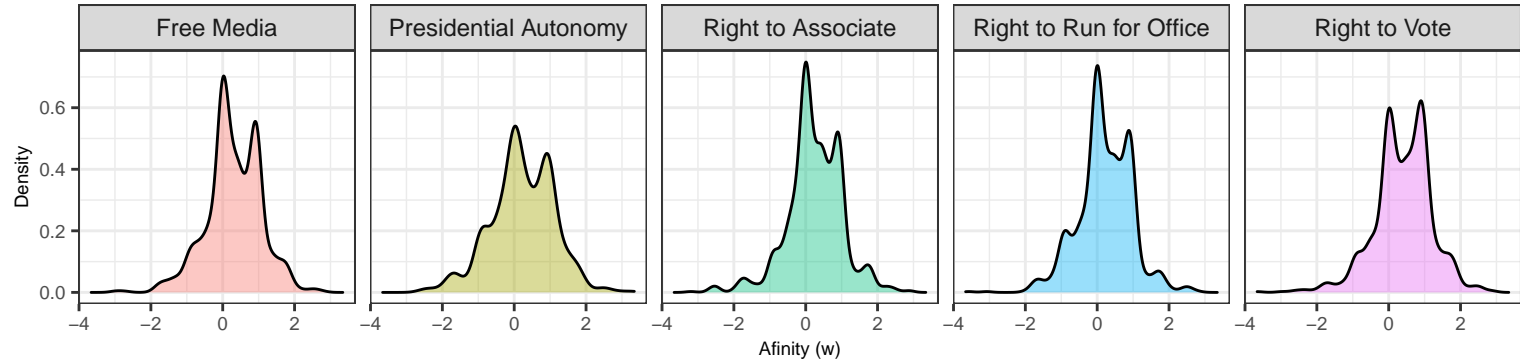 Free Media
Presidential Autonomy
Right to Associate
Right to Run for Office
Right to Vote
Density
0.6
0.4
0.2
0.0
−4 −2 0 2
−4 −2 0 2
−4 −2 0 2
−4 −2 0 2
−4 −2 0 2
Afinity (w)